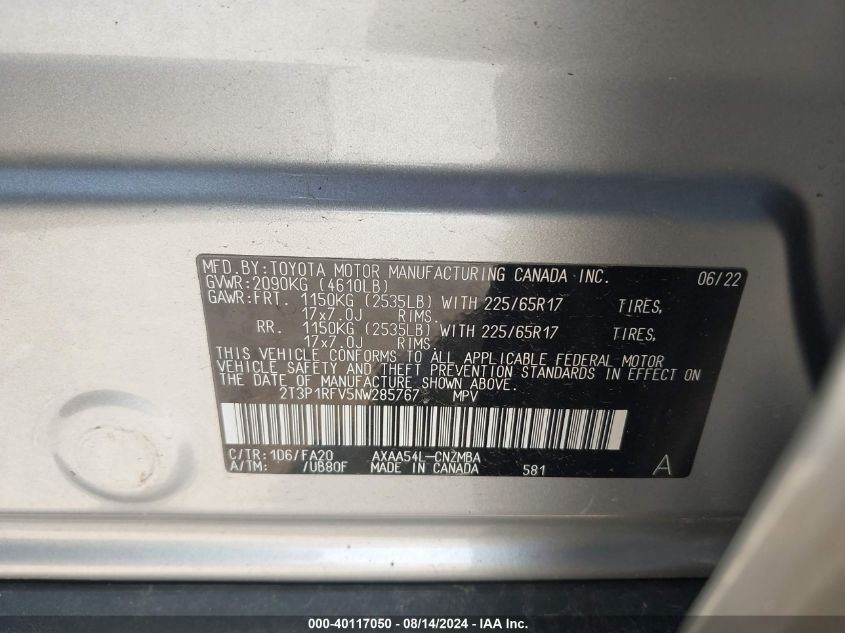 MFD.BY:TOYOTA MOTOR MANUFACTURING CANADA INC. 06/22
GVWR:2090KG (4610LB)
GAWR:FRT. 1150KG (2535LB) WITH 225/65R17 TIRES,
17x7.0J RIMS.
RR. 1150KG (2535LB) WITH 225/65R17 TIRES,
17x7.0J RIMS.
THIS VEHICLE CONFORMS TO ALL APPLICABLE FEDERAL MOTOR
VEHICLE SAFETY AND THEFT PREVENTION STANDARDS IN EFFECT ON
THE DATE OF MANUFACTURE SHOWN ABOVE.
2T3P1RFV5NW285767 MPV
C/TR:1D6/FA20 AXAA54L-CNZMBA
A/TM: /UB80F MADE IN CANADA 581 A
000-40117050 - 08/14/2024 - IAA Inc.